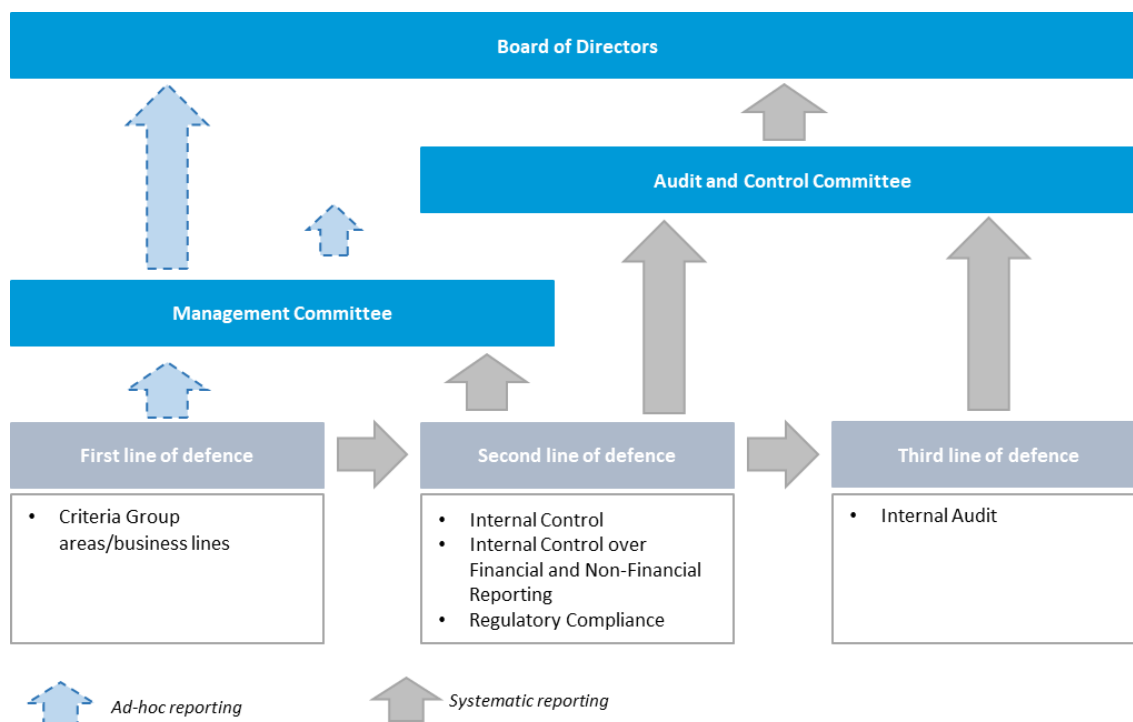 Board of Directors
Audit and Control Committee
Management Committee
First line of defence
Second line of defence
Third line of defence
• Criteria Group
areas/business lines
• Internal Control
• Internal Control over
Financial and Non-Financial
Reporting
• Regulatory Compliance
• Internal Audit
Ad-hoc reporting
Systematic reporting